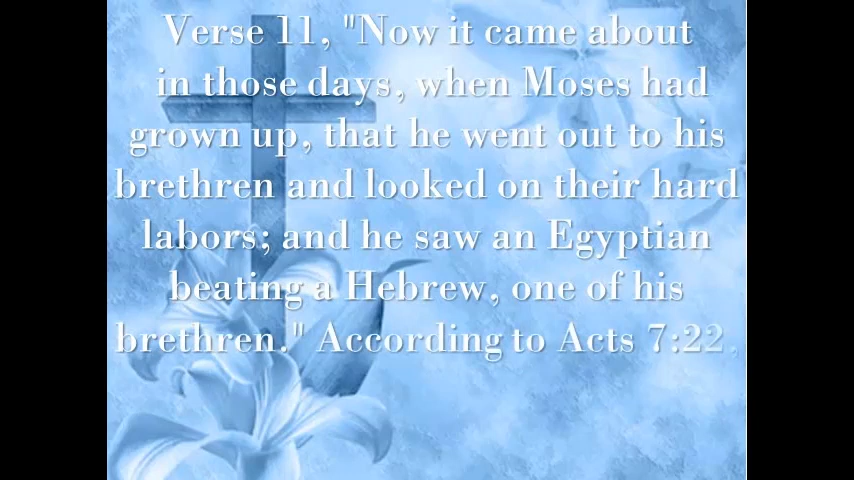 Verse 11, "Now it came about
in those days, when Moses had
grown up, that he went out to his
brethren and looked on their hard
labors; and he saw an Egyptian
beating a Hebrew, one of his
brethren." According to Acts 7:22,